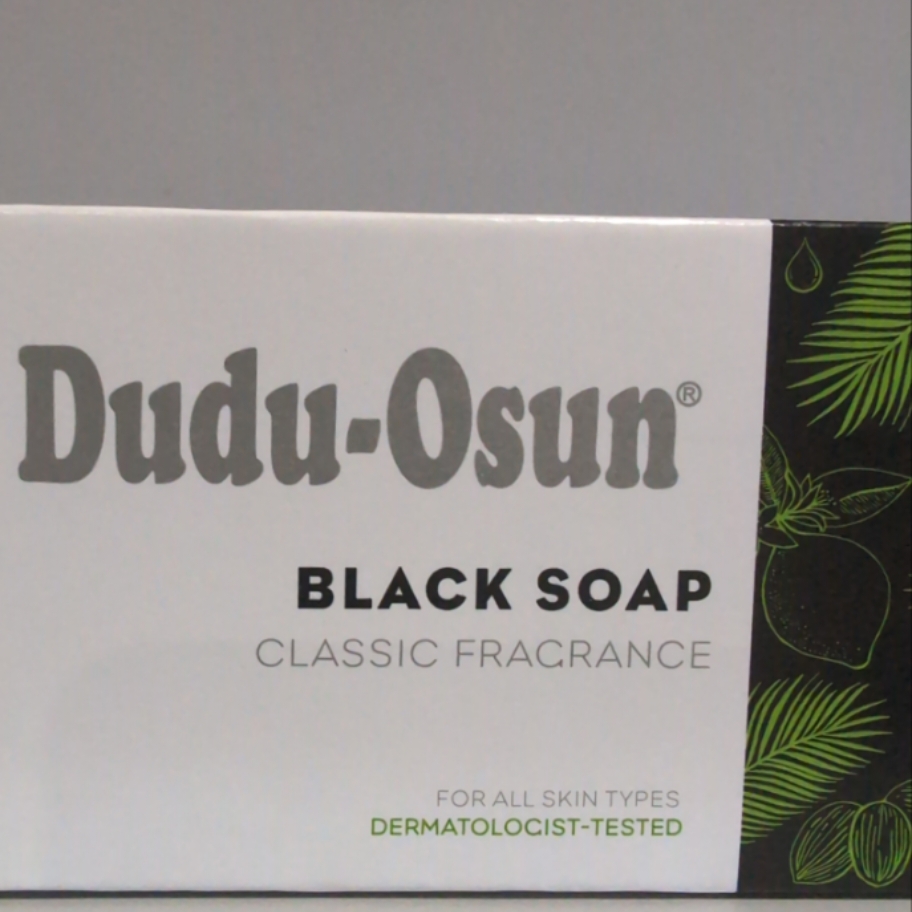 Dudu-Osun®
BLACK SOAP
CLASSIC FRAGRANCE
FOR ALL SKIN TYPES
DERMATOLOGIST-TESTED